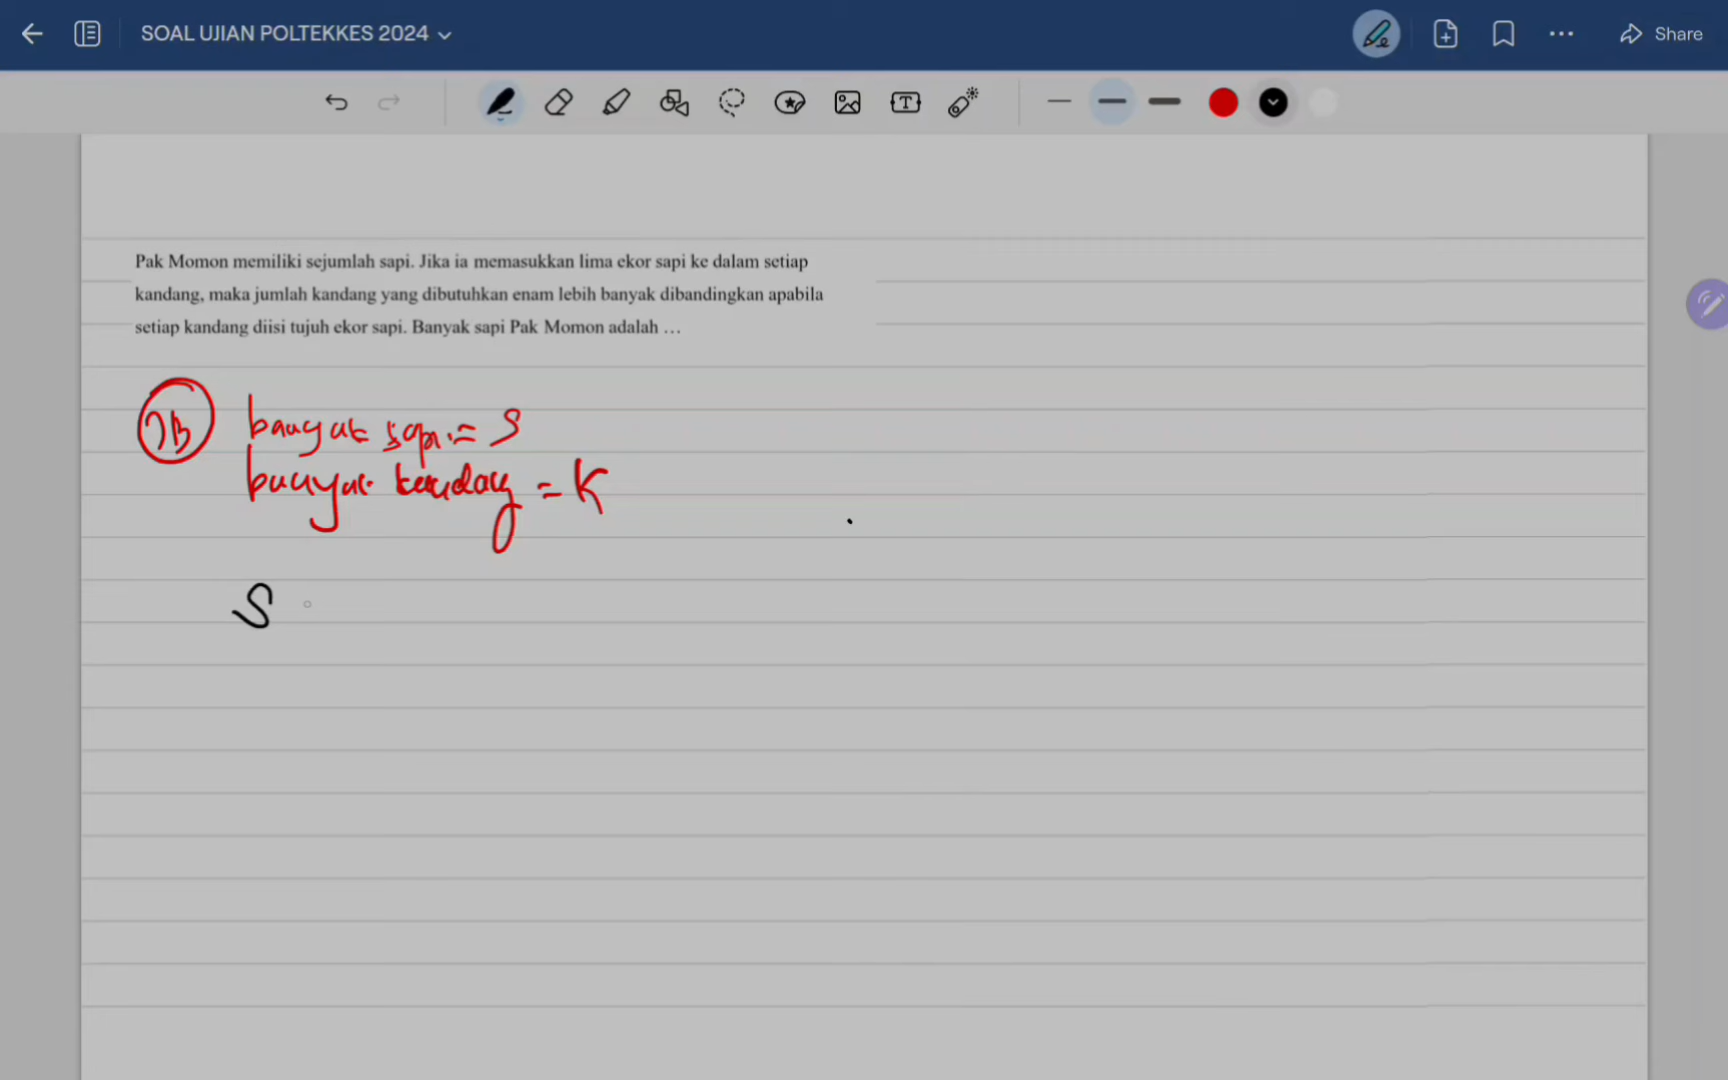 SOAL UJIAN POLTEKKES 2024
Share
Pak Momon memiliki sejumlah sapi. Jika ia memasukkan lima ekor sapi ke dalam setiap
kandang, maka jumlah kandang yang dibutuhkan enam lebih banyak dibandingkan apabila
setiap kandang diisi tujuh ekor sapi. Banyak sapi Pak Momon adalah …
banyak sapi = S
banyak kandang = K
S